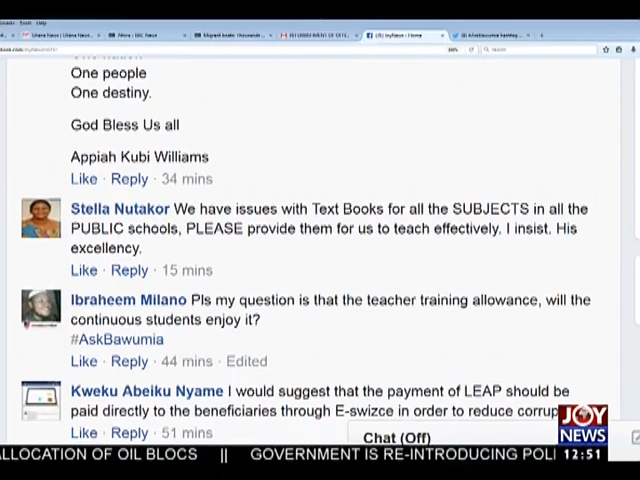 Tools Help
One people
One destiny.
God Bless Us all
Appiah Kubi Williams
Like · Reply · 34 mins
Stella Nutakor We have issues with Text Books for all the SUBJECTS in all the
PUBLIC schools, PLEASE provide them for us to teach effectively. I insist. His
excellency.
Like · Reply · 15 mins
Ibraheem Milano Pls my question is that the teacher training allowance, will the
continuous students enjoy it?
#AskBawumia
Like · Reply · 44 mins · Edited
Kweku Abeiku Nyame I would suggest that the payment of LEAP should be
paid directly to the beneficiaries through E-swizce in order to reduce corrup
Like · Reply · 51 mins
Chat (Off)
JOY
NEWS
ALLOCATION OF OIL BLOCS || GOVERNMENT IS RE-INTRODUCING POLI
12:51